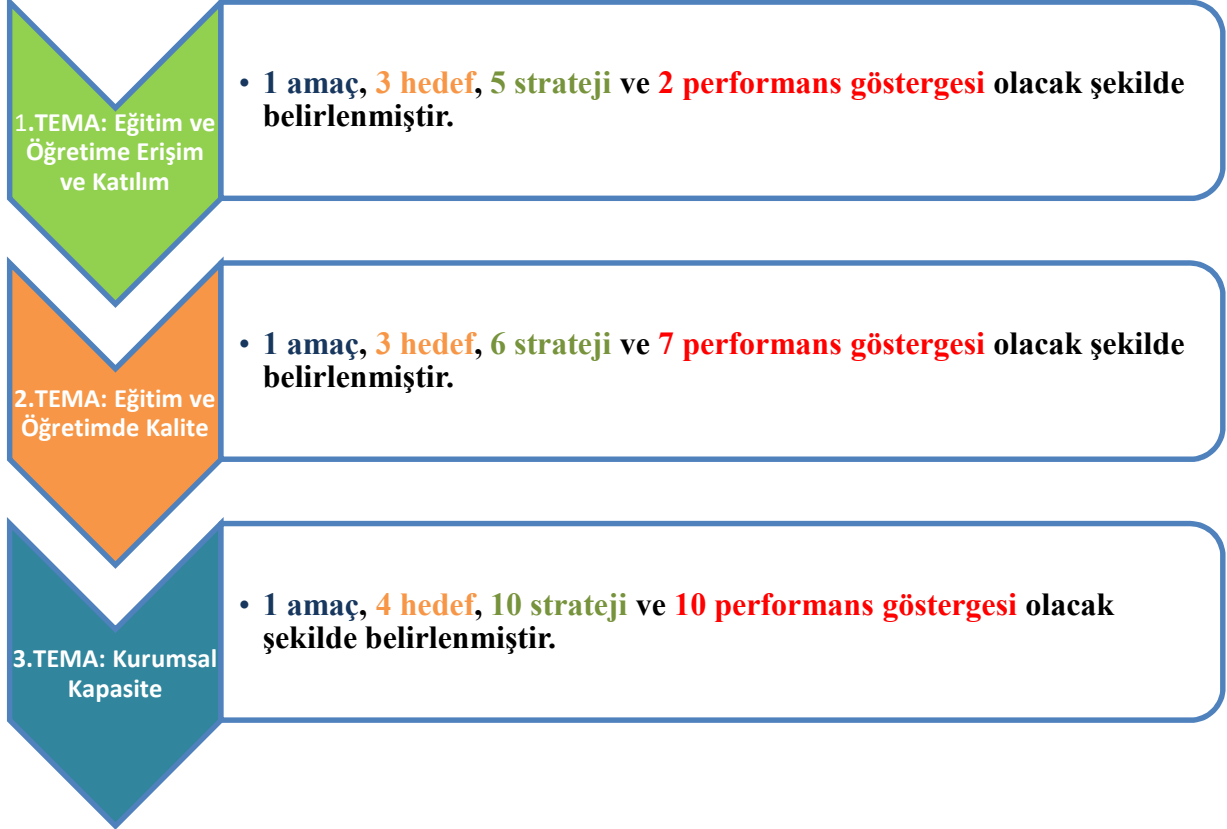 1.TEMA: Eğitim ve
Öğretime Erişim
ve Katılım
• 1 amaç, 3 hedef, 5 strateji ve 2 performans göstergesi olacak şekilde
belirlenmiştir.
2.TEMA: Eğitim ve
Öğretimde Kalite
• 1 amaç, 3 hedef, 6 strateji ve 7 performans göstergesi olacak şekilde
belirlenmiştir.
3.TEMA: Kurumsal
Kapasite
• 1 amaç, 4 hedef, 10 strateji ve 10 performans göstergesi olacak
şekilde belirlenmiştir.